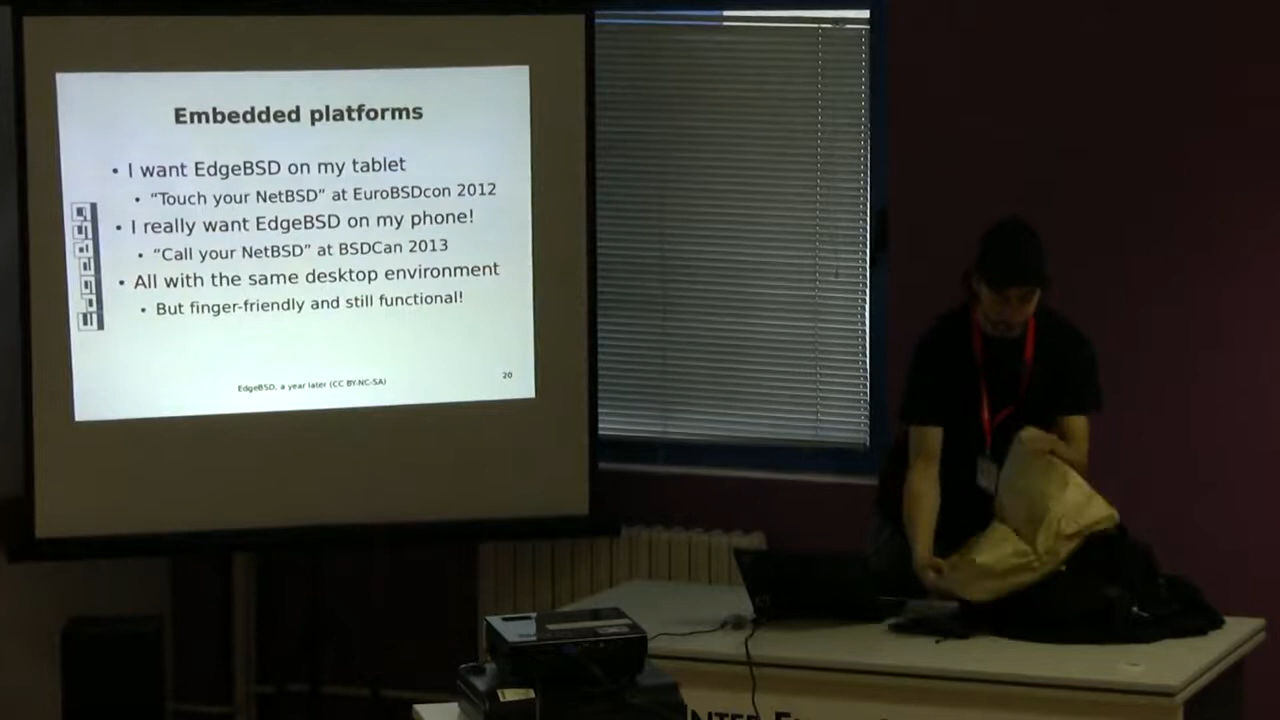 Embedded platforms
• I want EdgeBSD on my tablet
• “Touch your NetBSD” at EuroBSDcon 2012
• I really want EdgeBSD on my phone!
• “Call your NetBSD” at BSDCan 2013
• All with the same desktop environment
• But finger-friendly and still functional!
EdgeBSD, a year later (CC BY-NC-SA)
20